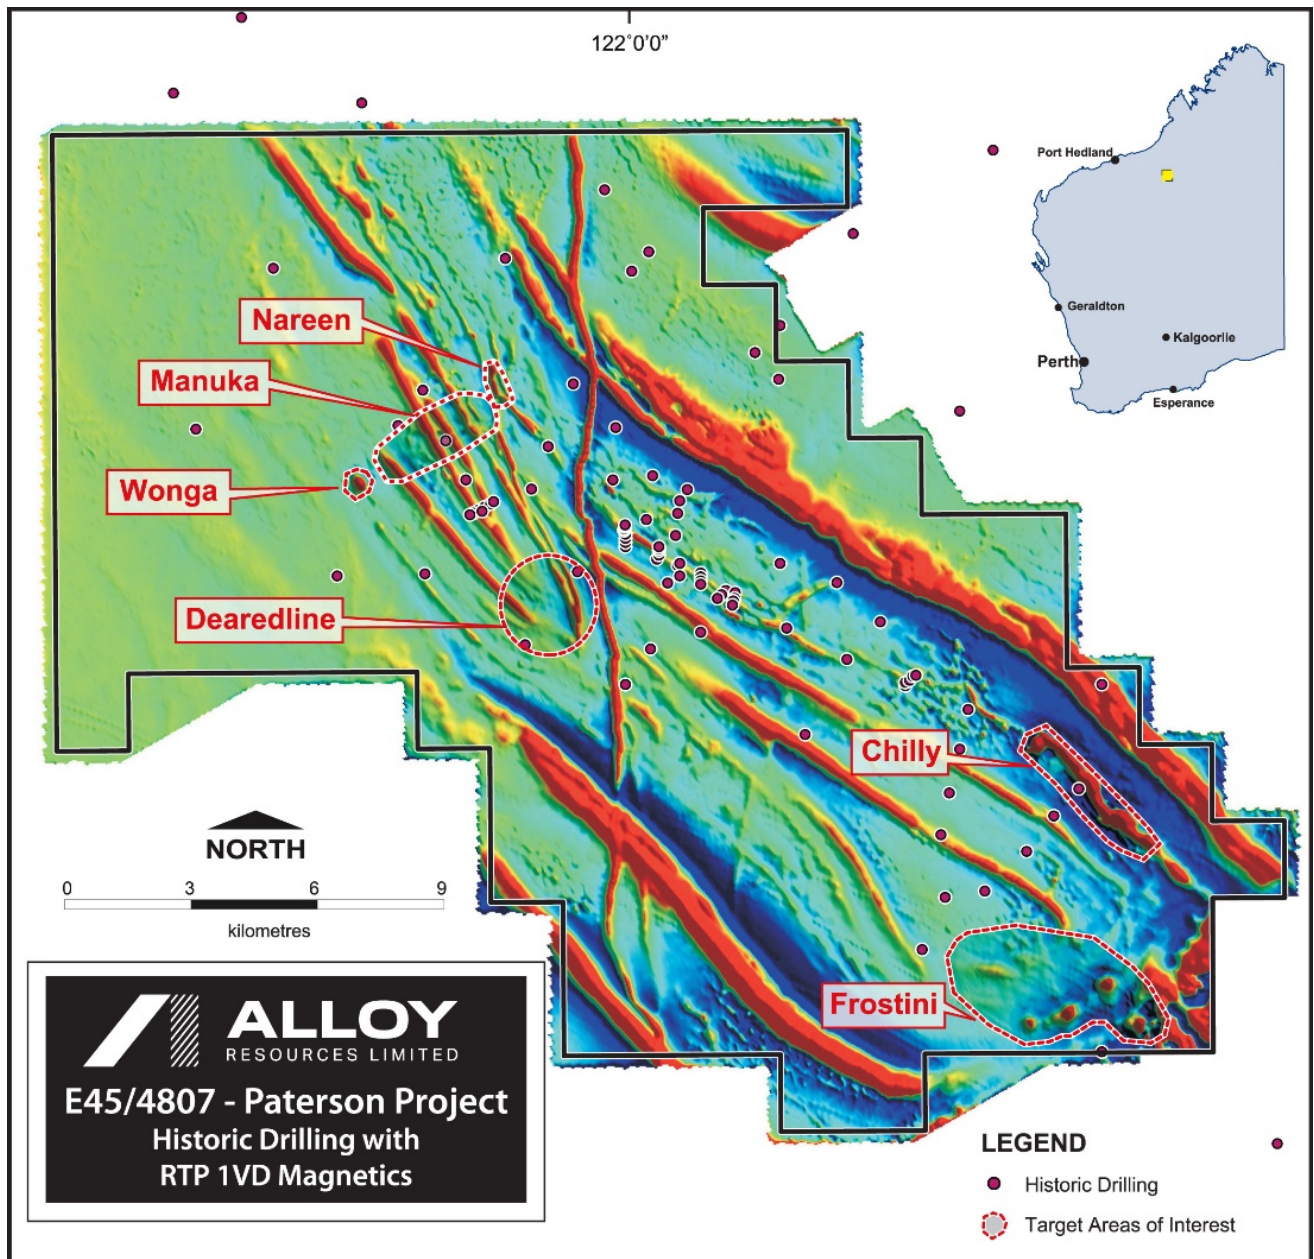 122°0'0"
Port Hedland
Geraldton
Kalgoorlie
Perth
Esperance
Nareen
Manuka
Wonga
Dearedline
Chilly
Frostini
NORTH
0 3 6 9
kilometres
ALLOY
RESOURCES LIMITED
E45/4807 - Paterson Project
Historic Drilling with
RTP 1VD Magnetics
LEGEND
Historic Drilling
Target Areas of Interest